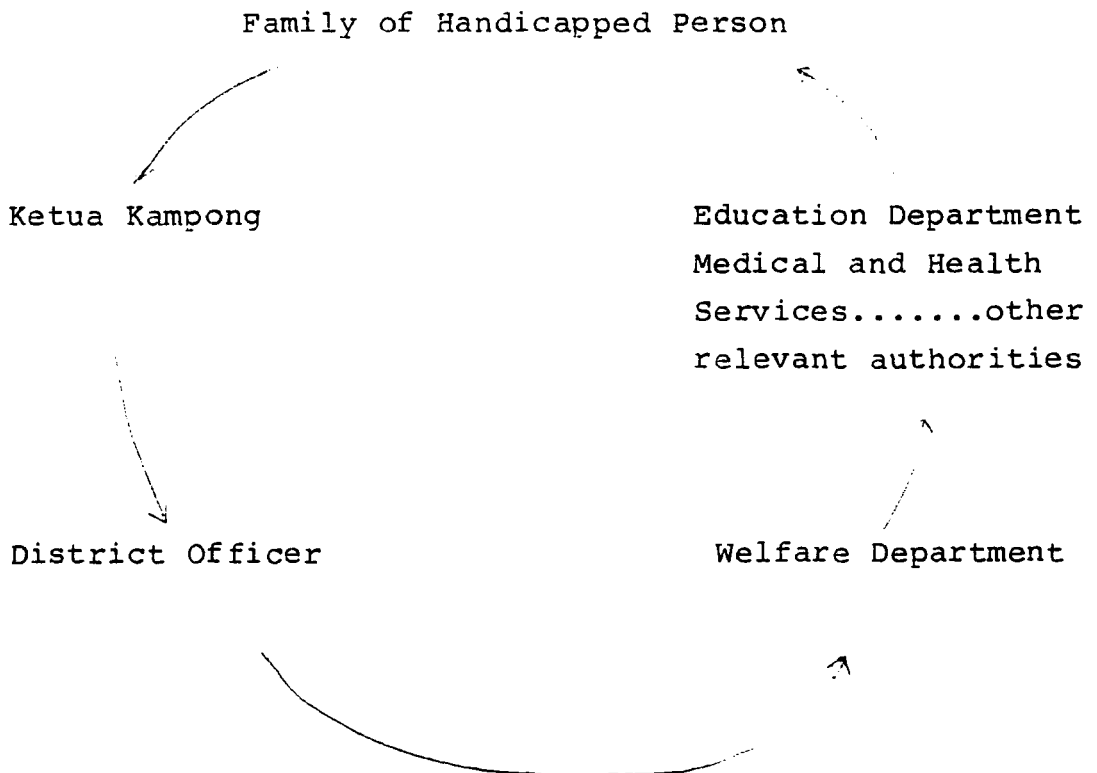 Family of Handicapped Person
Ketua Kampong
Education Department
Medical and Health
Services.......other
relevant authorities
District Officer
Welfare Department